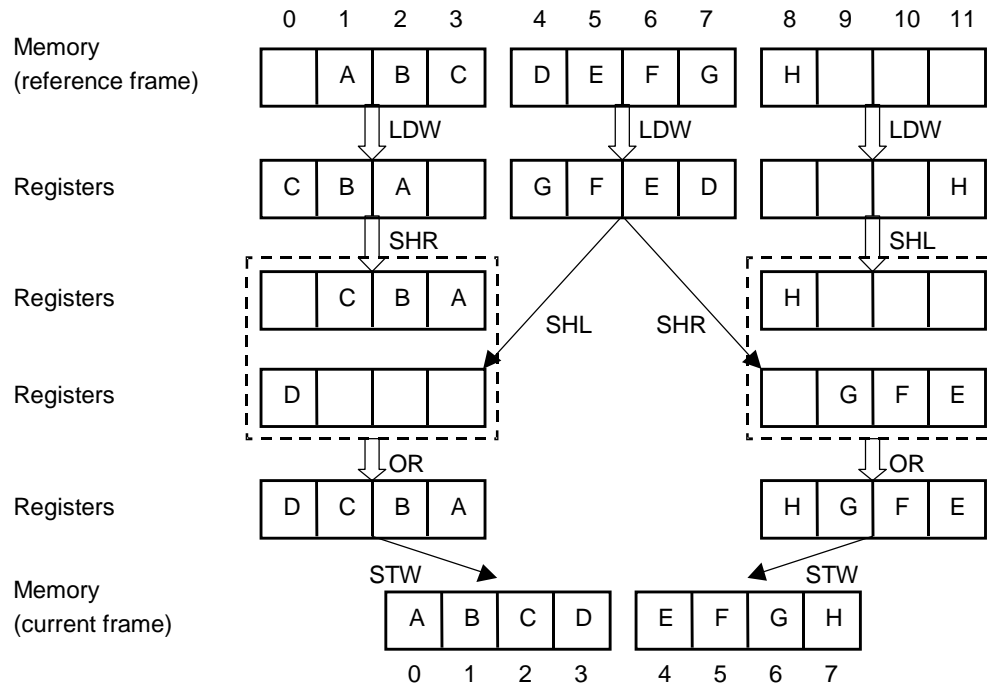 0 1 2 3 4 5 6 7 8 9 10 11
Memory
(reference frame)
A B C D E F G H
LDW LDW LDW
Registers
C B A G F E D H
SHR SHL
Registers
C B A H
SHL SHR
Registers
D G F E
OR OR
Registers
D C B A H G F E
STW STW
Memory
(current frame)
A B C D E F G H
0 1 2 3 4 5 6 7